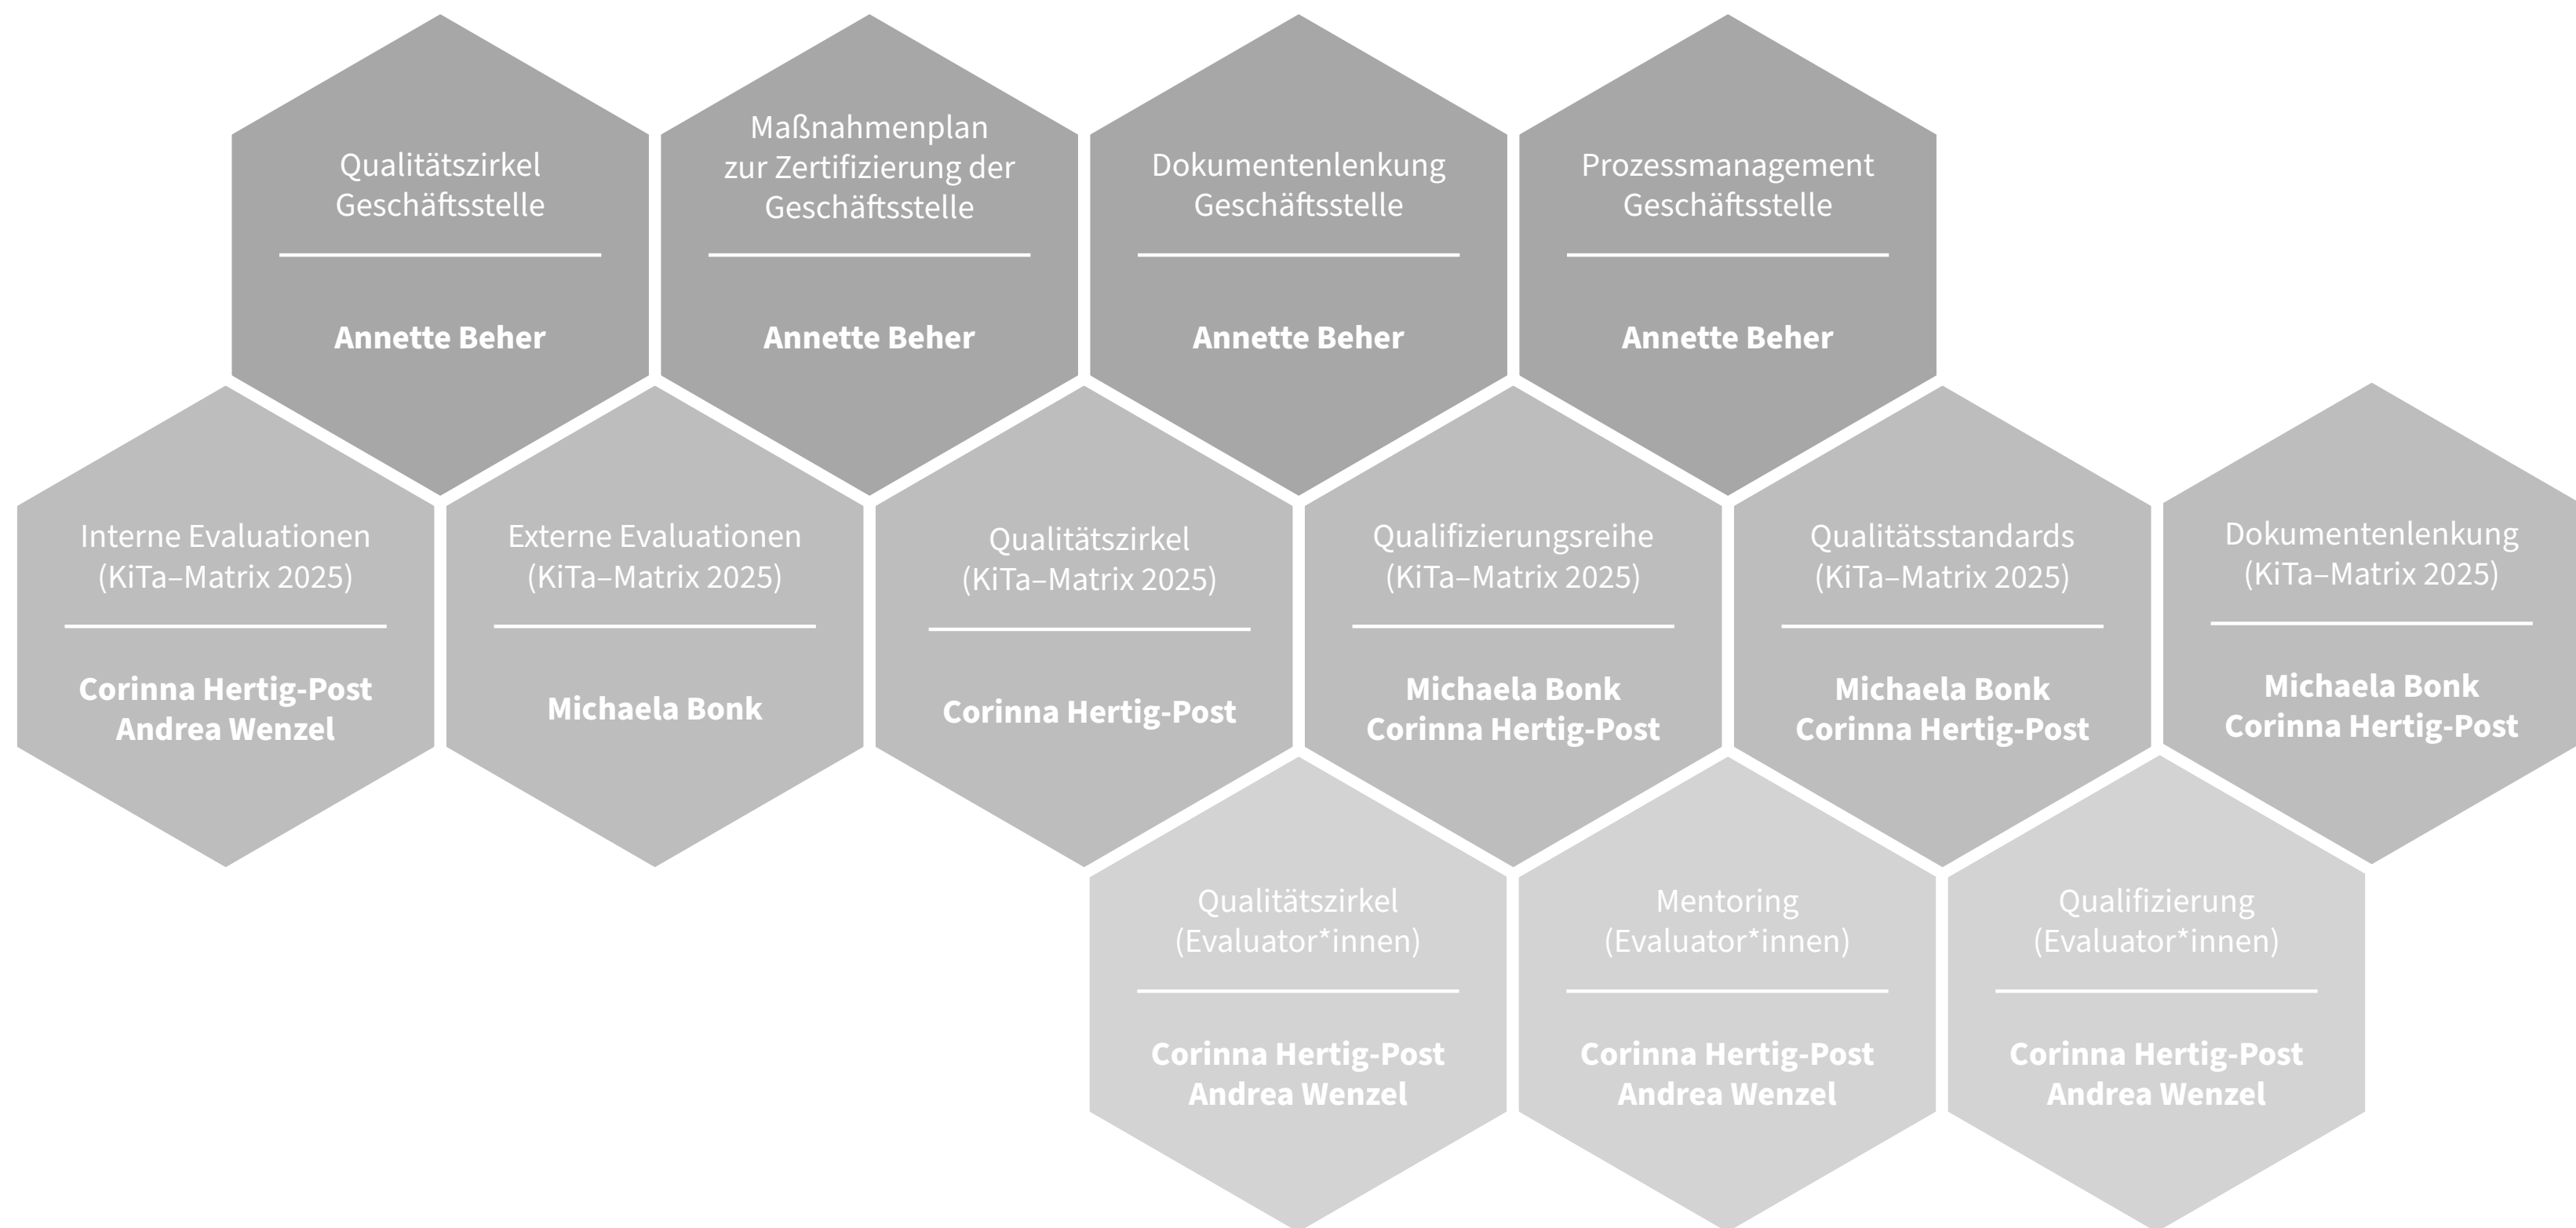 Qualitätszirkel
Geschäftsstelle
Annette Beher
Maßnahmenplan
zur Zertifizierung der
Geschäftsstelle
Annette Beher
Dokumentenlenkung
Geschäftsstelle
Annette Beher
Prozessmanagement
Geschäftsstelle
Annette Beher
Interne Evaluationen
(KiTa–Matrix 2025)
Corinna Hertig-Post
Andrea Wenzel
Externe Evaluationen
(KiTa–Matrix 2025)
Michaela Bonk
Qualitätszirkel
(KiTa–Matrix 2025)
Corinna Hertig-Post
Qualifizierungsreihe
(KiTa–Matrix 2025)
Michaela Bonk
Corinna Hertig-Post
Qualitätsstandards
(KiTa–Matrix 2025)
Michaela Bonk
Corinna Hertig-Post
Dokumentenlenkung
(KiTa–Matrix 2025)
Michaela Bonk
Corinna Hertig-Post
Qualitätszirkel
(Evaluator*innen)
Corinna Hertig-Post
Andrea Wenzel
Mentoring
(Evaluator*innen)
Corinna Hertig-Post
Andrea Wenzel
Qualifizierung
(Evaluator*innen)
Corinna Hertig-Post
Andrea Wenzel